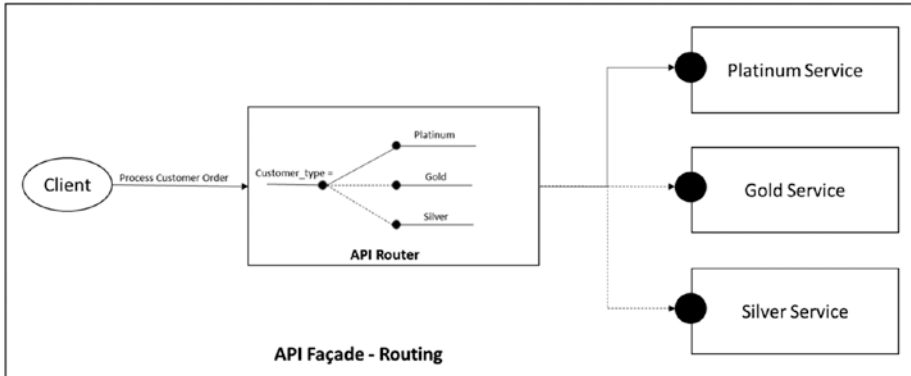 Platinum Service
Platinum
Client
Process Customer Order
Customer_type =
Gold
Gold Service
Silver
API Router
Silver Service
API Façade - Routing